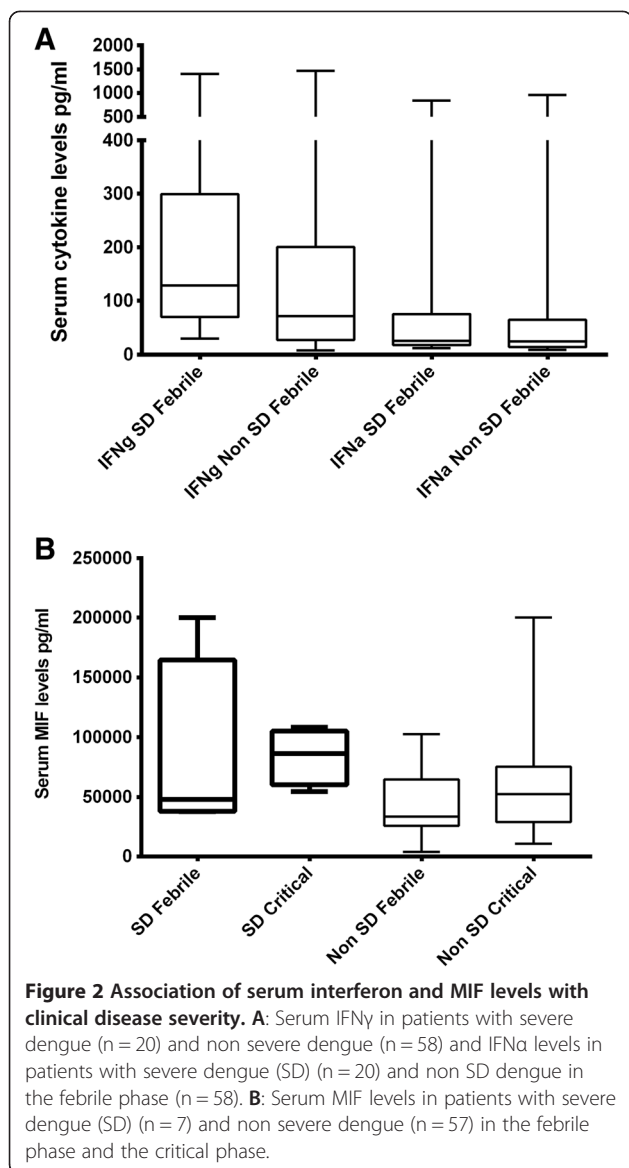 A
Serum cytokine levels pg/ml
2000
1500
1000
500
400
300
200
100
0
IFNg SD Febrile
IFNg Non SD Febrile
IFNa SD Febrile
IFNa Non SD Febrile
B
Serum MIF levels pg/ml
250000
200000
150000
100000
50000
0
SD Febrile
SD Critical
Non SD Febrile
Non SD Critical
Figure 2 Association of serum interferon and MIF levels with
clinical disease severity. A: Serum IFNγ in patients with severe
dengue (n = 20) and non severe dengue (n = 58) and IFNα levels in
patients with severe dengue (SD) (n = 20) and non SD dengue in
the febrile phase (n = 58). B: Serum MIF levels in patients with severe
dengue (SD) (n = 7) and non severe dengue (n = 57) in the febrile
phase and the critical phase.